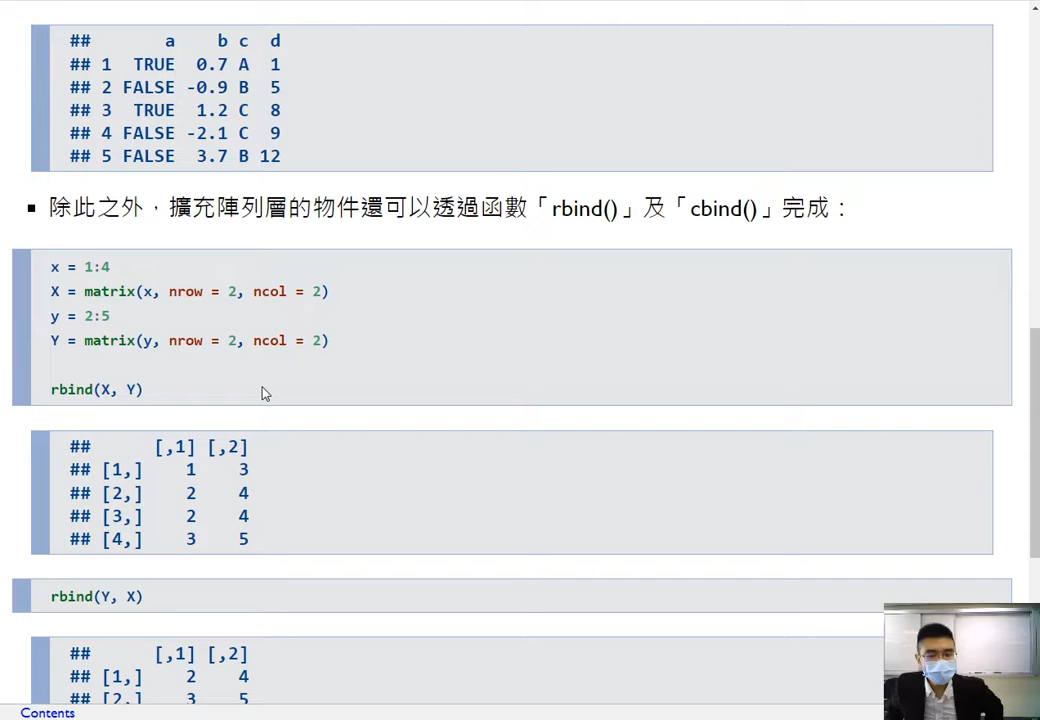 ##         a    b c  d
## 1  TRUE  0.7 A  1
## 2 FALSE -0.9 B  5
## 3  TRUE  1.2 C  8
## 4 FALSE -2.1 C  9
## 5 FALSE  3.7 B 12
▪ 除此之外，擴充陣列層的物件還可以透過函數「rbind()」及「cbind()」完成：
x = 1:4
X = matrix(x, nrow = 2, ncol = 2)
y = 2:5
Y = matrix(y, nrow = 2, ncol = 2)
rbind(X, Y)
##      [,1] [,2]
## [1,]    1    3
## [2,]    2    4
## [3,]    2    4
## [4,]    3    5
rbind(Y, X)
##      [,1] [,2]
## [1,]    2    4
## [2,]    3    5
Contents